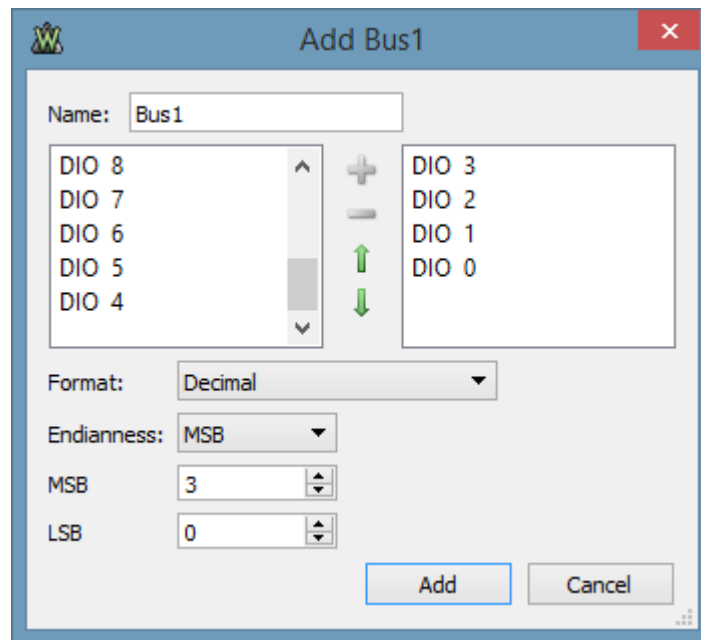 Add Bus1
Name: Bus1
DIO 8
DIO 7
DIO 6
DIO 5
DIO 4
DIO 3
DIO 2
DIO 1
DIO 0
Format: Decimal
Endianness: MSB
MSB 3
LSB 0
Add Cancel